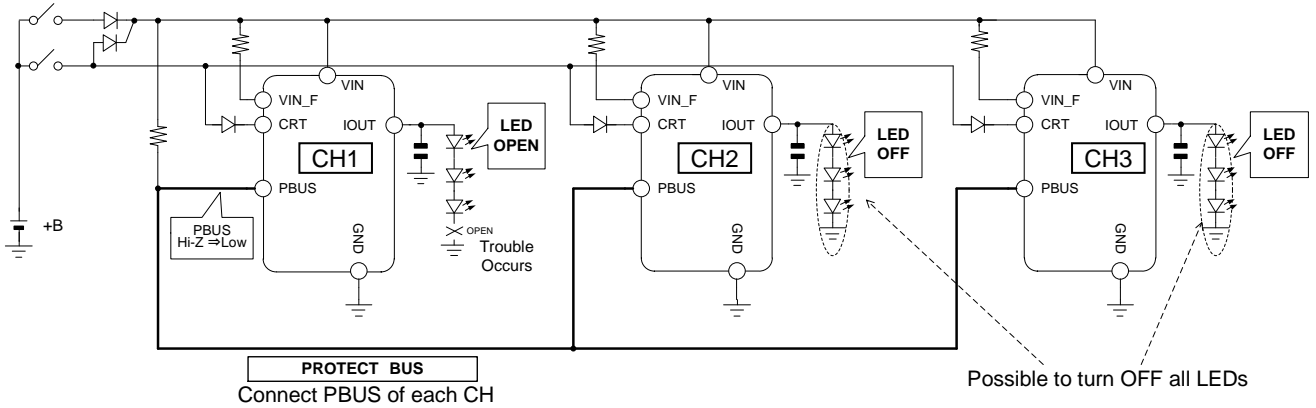 VIN
VIN_F
CRT
IOUT
CH1
PBUS
GND
LED
OPEN
PBUS
Hi-Z ⇒Low
OPEN
Trouble
Occurs
+B
VIN
VIN_F
CRT
IOUT
CH2
PBUS
GND
LED
OFF
VIN
VIN_F
CRT
IOUT
CH3
PBUS
GND
LED
OFF
PROTECT BUS
Connect PBUS of each CH
Possible to turn OFF all LEDs